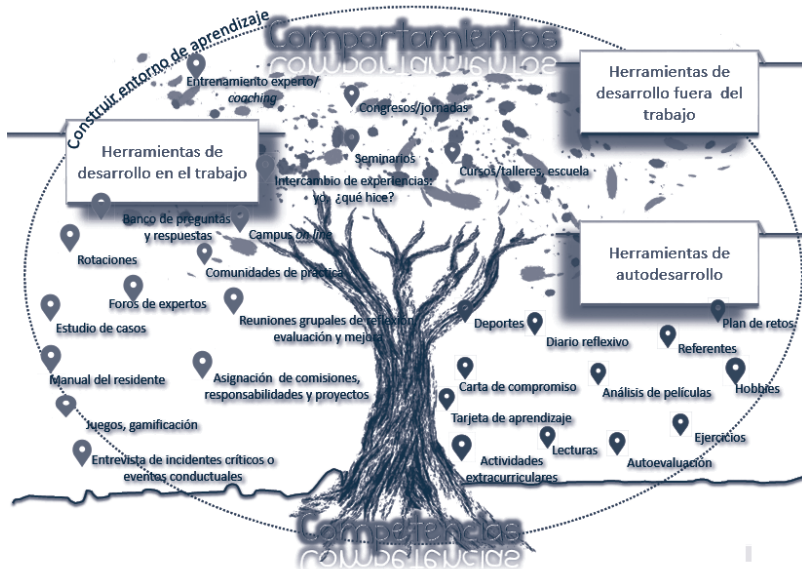 Construir entorno de aprendizaje
Comportamientos
Entrenamiento experto/
coaching
Congresos/jornadas
Herramientas de
desarrollo fuera del
trabajo
Herramientas de
desarrollo en el trabajo
Seminarios
Cursos/talleres, escuela
Intercambio de experiencias:
yo, ¿qué hice?
Banco de preguntas
y respuestas
Campus on line
Rotaciones
Comunidades de práctica
Herramientas de
autodesarrollo
Foros de expertos
Estudio de casos
Reuniones grupales de reflexión,
evaluación y mejora
Deportes
Diario reflexivo
Plan de retos
Referentes
Manual del residente
Asignación de comisiones,
responsabilidades y proyectos
Carta de compromiso
Análisis de películas
Hobbies
Juegos, gamificación
Tarjeta de aprendizaje
Lecturas
Ejercicios
Entrevista de incidentes críticos o
eventos conductuales
Actividades
extracurriculares
Autoevaluación
Competencias